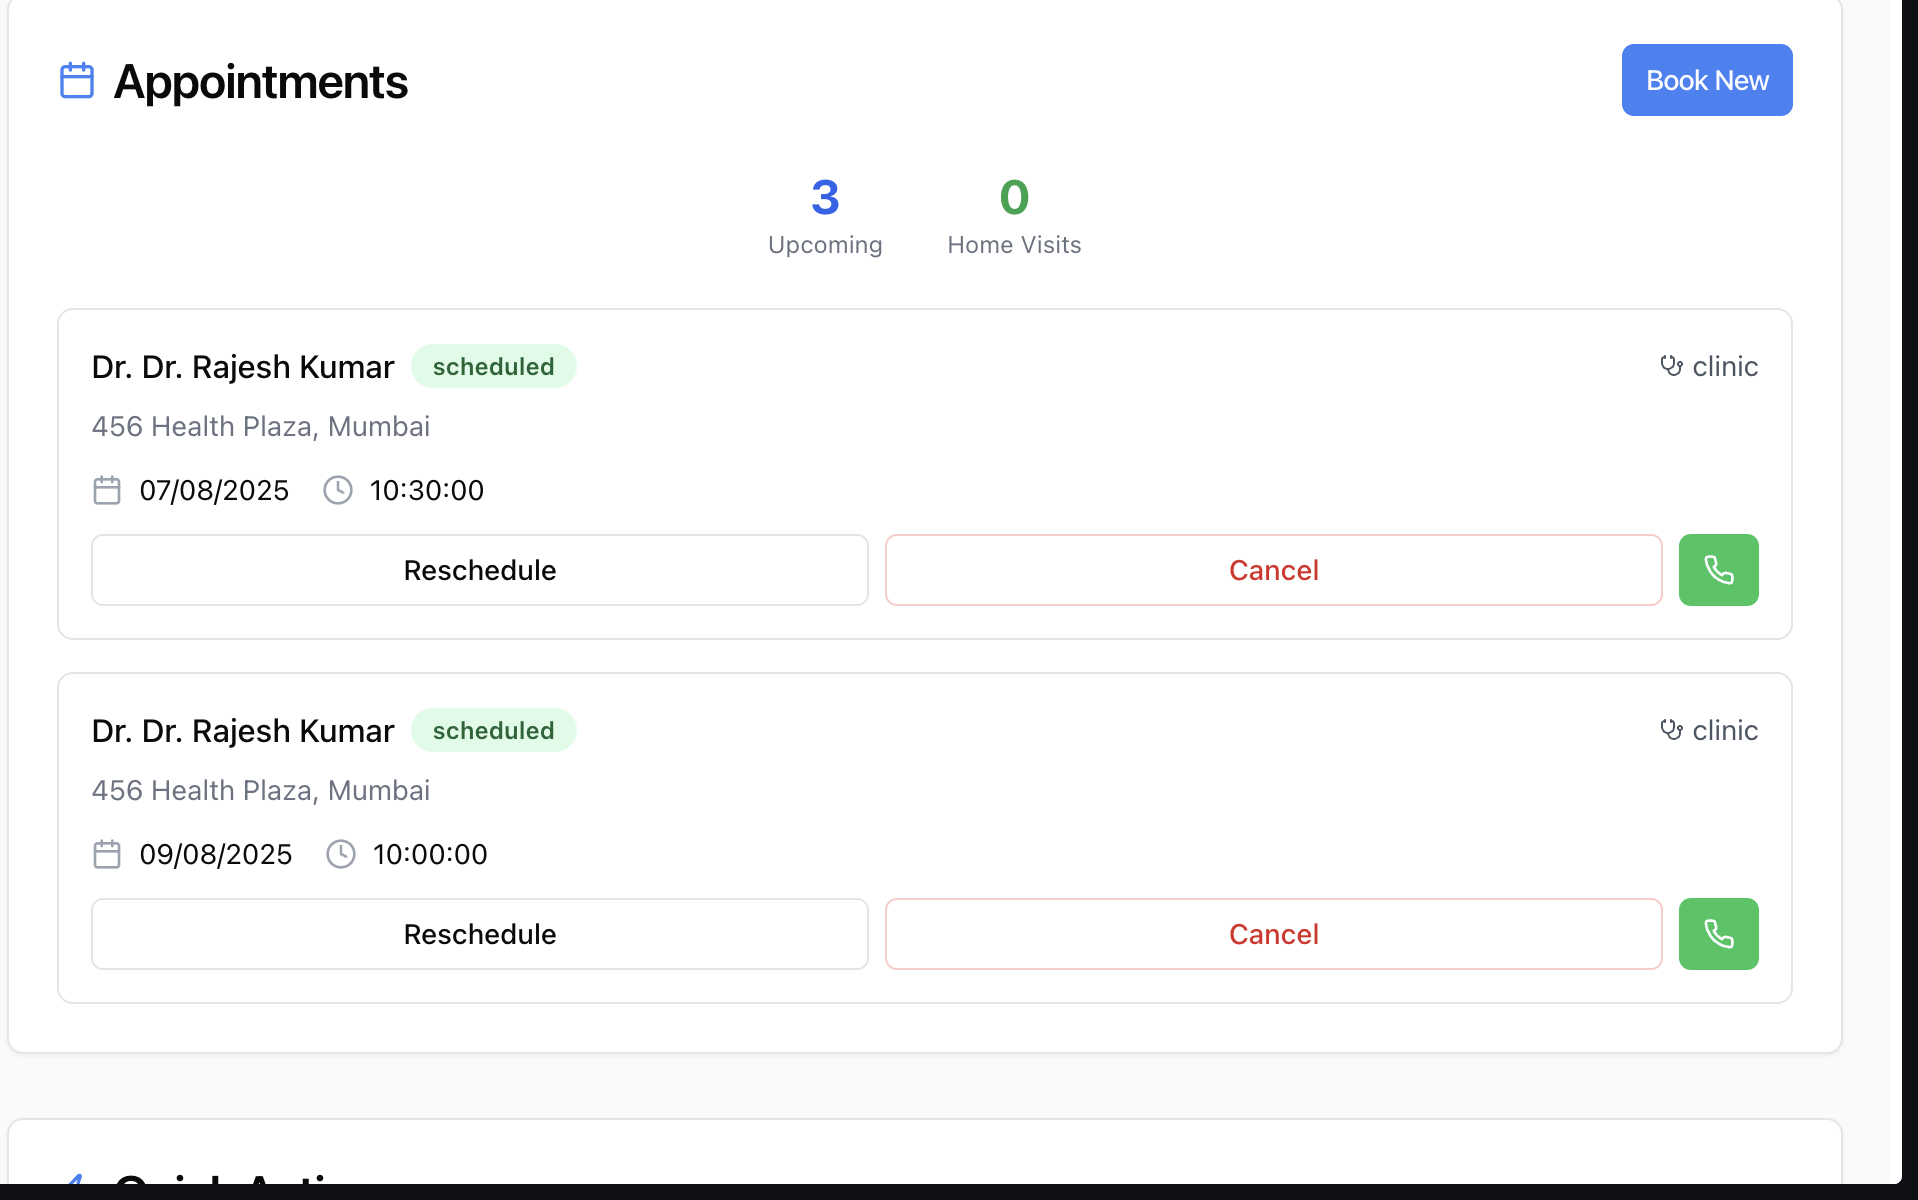 Appointments
Book New
3
Upcoming
0
Home Visits
Dr. Dr. Rajesh Kumar
scheduled
clinic
456 Health Plaza, Mumbai
07/08/2025
10:30:00
Reschedule
Cancel
Dr. Dr. Rajesh Kumar
scheduled
clinic
456 Health Plaza, Mumbai
09/08/2025
10:00:00
Reschedule
Cancel